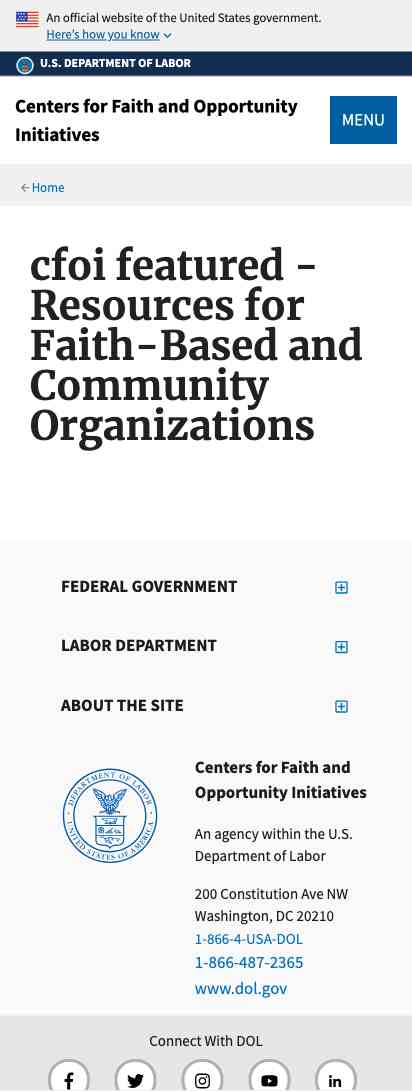 An official website of the United States government.
Here's how you know
U.S. DEPARTMENT OF LABOR
Centers for Faith and Opportunity
Initiatives
MENU
Home
cfoi featured -
Resources for
Faith-Based and
Community
Organizations
FEDERAL GOVERNMENT
LABOR DEPARTMENT
ABOUT THE SITE
DEPARTMENT OF LABOR
UNITED STATES OF AMERICA
Centers for Faith and
Opportunity Initiatives
An agency within the U.S.
Department of Labor
200 Constitution Ave NW
Washington, DC 20210
1-866-4-USA-DOL
1-866-487-2365
www.dol.gov
Connect With DOL